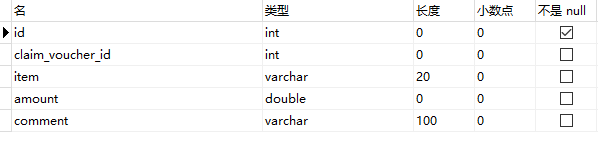 名 类型 长度 小数点 不是 null
id int 0 0
claim_voucher_id int 0 0
item varchar 20 0
amount double 0 0
comment varchar 100 0